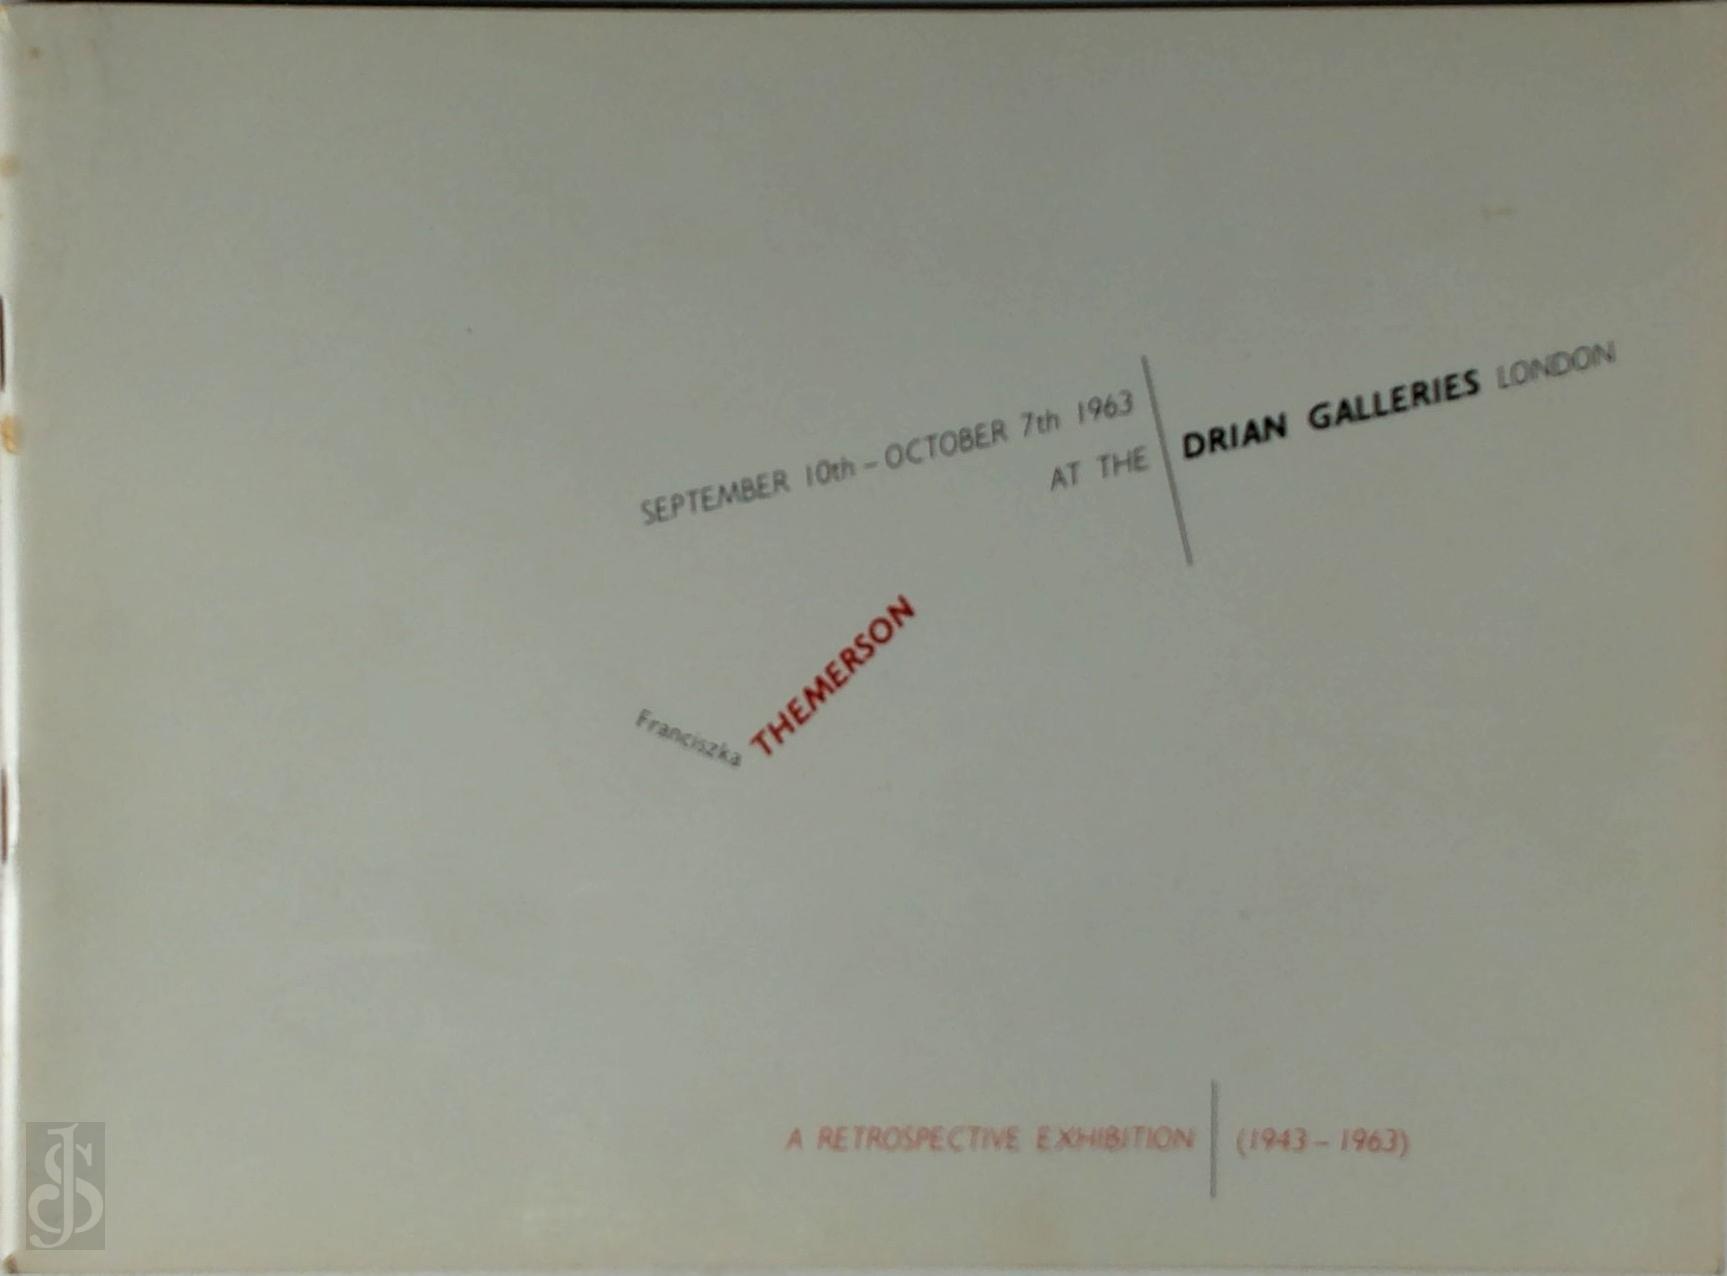 SEPTEMBER 10th – OCTOBER 7th 1963
AT THE DRIAN GALLERIES LONDON
Franciszka THEMERSON
A RETROSPECTIVE EXHIBITION (1943 – 1963)